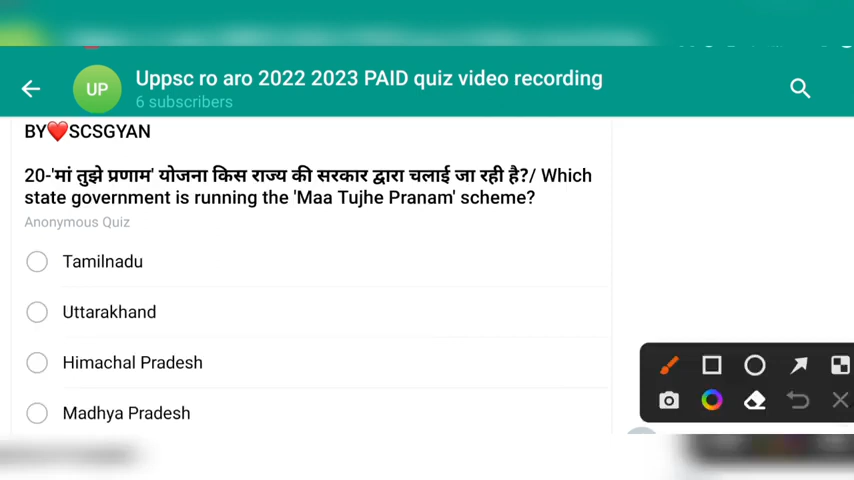 UP
Uppsc ro aro 2022 2023 PAID quiz video recording
6 subscribers
BY❤️SCSGYAN
20-'मां तुझे प्रणाम' योजना किस राज्य की सरकार द्वारा चलाई जा रही है?/ Which
state government is running the 'Maa Tujhe Pranam' scheme?
Anonymous Quiz
Tamilnadu
Uttarakhand
Himachal Pradesh
Madhya Pradesh